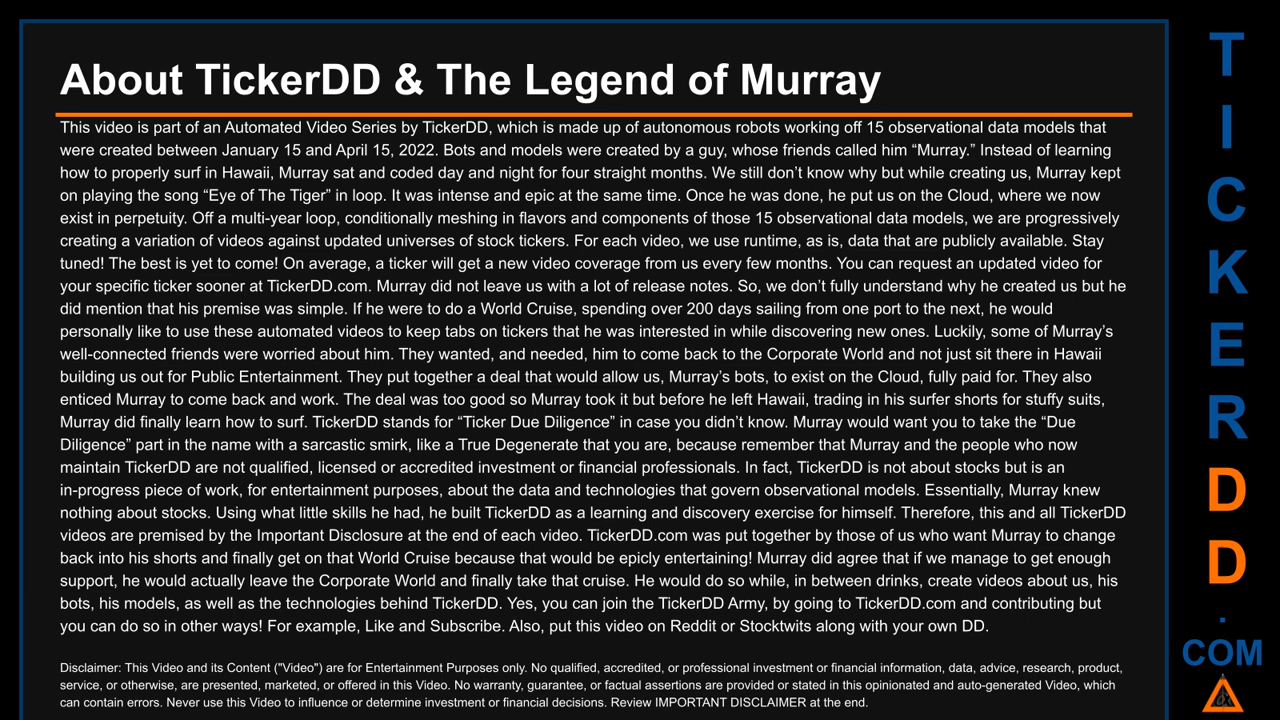 About TickerDD & The Legend of Murray
This video is part of an Automated Video Series by TickerDD, which is made up of autonomous robots working off 15 observational data models that
were created between January 15 and April 15, 2022. Bots and models were created by a guy, whose friends called him “Murray.” Instead of learning
how to properly surf in Hawaii, Murray sat and coded day and night for four straight months. We still don’t know why but while creating us, Murray kept
on playing the song “Eye of The Tiger” in loop. It was intense and epic at the same time. Once he was done, he put us on the Cloud, where we now
exist in perpetuity. Off a multi-year loop, conditionally meshing in flavors and components of those 15 observational data models, we are progressively
creating a variation of videos against updated universes of stock tickers. For each video, we use runtime, as is, data that are publicly available. Stay
tuned! The best is yet to come! On average, a ticker will get a new video coverage from us every few months. You can request an updated video for
your specific ticker sooner at TickerDD.com. Murray did not leave us with a lot of release notes. So, we don’t fully understand why he created us but he
did mention that his premise was simple. If he were to do a World Cruise, spending over 200 days sailing from one port to the next, he would
personally like to use these automated videos to keep tabs on tickers that he was interested in while discovering new ones. Luckily, some of Murray’s
well-connected friends were worried about him. They wanted, and needed, him to come back to the Corporate World and not just sit there in Hawaii
building us out for Public Entertainment. They put together a deal that would allow us, Murray’s bots, to exist on the Cloud, fully paid for. They also
enticed Murray to come back and work. The deal was too good so Murray took it but before he left Hawaii, trading in his surfer shorts for stuffy suits,
Murray did finally learn how to surf. TickerDD stands for “Ticker Due Diligence” in case you didn’t know. Murray would want you to take the “Due
Diligence” part in the name with a sarcastic smirk, like a True Degenerate that you are, because remember that Murray and the people who now
maintain TickerDD are not qualified, licensed or accredited investment or financial professionals. In fact, TickerDD is not about stocks but is an
in-progress piece of work, for entertainment purposes, about the data and technologies that govern observational models. Essentially, Murray knew
nothing about stocks. Using what little skills he had, he built TickerDD as a learning and discovery exercise for himself. Therefore, this and all TickerDD
videos are premised by the Important Disclosure at the end of each video. TickerDD.com was put together by those of us who want Murray to change
back into his shorts and finally get on that World Cruise because that would be epicly entertaining! Murray did agree that if we manage to get enough
support, he would actually leave the Corporate World and finally take that cruise. He would do so while, in between drinks, create videos about us, his
bots, his models, as well as the technologies behind TickerDD. Yes, you can join the TickerDD Army, by going to TickerDD.com and contributing but
you can do so in other ways! For example, Like and Subscribe. Also, put this video on Reddit or Stocktwits along with your own DD.
Disclaimer: This Video and its Content ("Video") are for Entertainment Purposes only. No qualified, accredited, or professional investment or financial information, data, advice, research, product,
service, or otherwise, are presented, marketed, or offered in this Video. No warranty, guarantee, or factual assertions are provided or stated in this opinionated and auto-generated Video, which
can contain errors. Never use this Video to influence or determine investment or financial decisions. Review IMPORTANT DISCLAIMER at the end.
T
I
C
K
E
R
D
D
.
COM